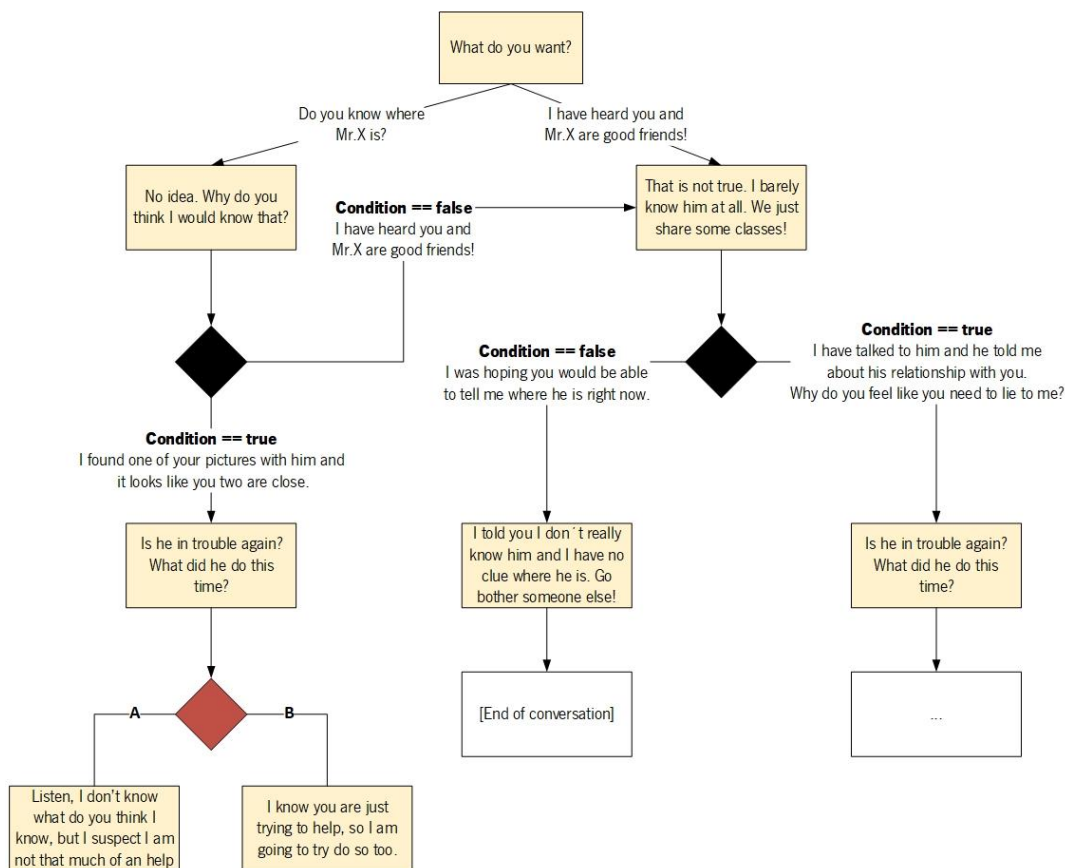 What do you want?
Do you know where
Mr.X is?
I have heard you and
Mr.X are good friends!
No idea. Why do you
think I would know that?
Condition == false
I have heard you and
Mr.X are good friends!
That is not true. I barely
know him at all. We just
share some classes!
Condition == true
I found one of your pictures with him and
it looks like you two are close.
Condition == false
I was hoping you would be able
to tell me where he is right now.
Condition == true
I have talked to him and he told me
about his relationship with you.
Why do you feel like you need to lie to me?
Is he in trouble again?
What did he do this
time?
I told you I don´t really
know him and I have no
clue where he is. Go
bother someone else!
Is he in trouble again?
What did he do this
time?
A
B
[End of conversation]
...
Listen, I don't know
what do you think I
know, but I suspect I am
not that much of an help
I know you are just
trying to help, so I am
going to try do so too.